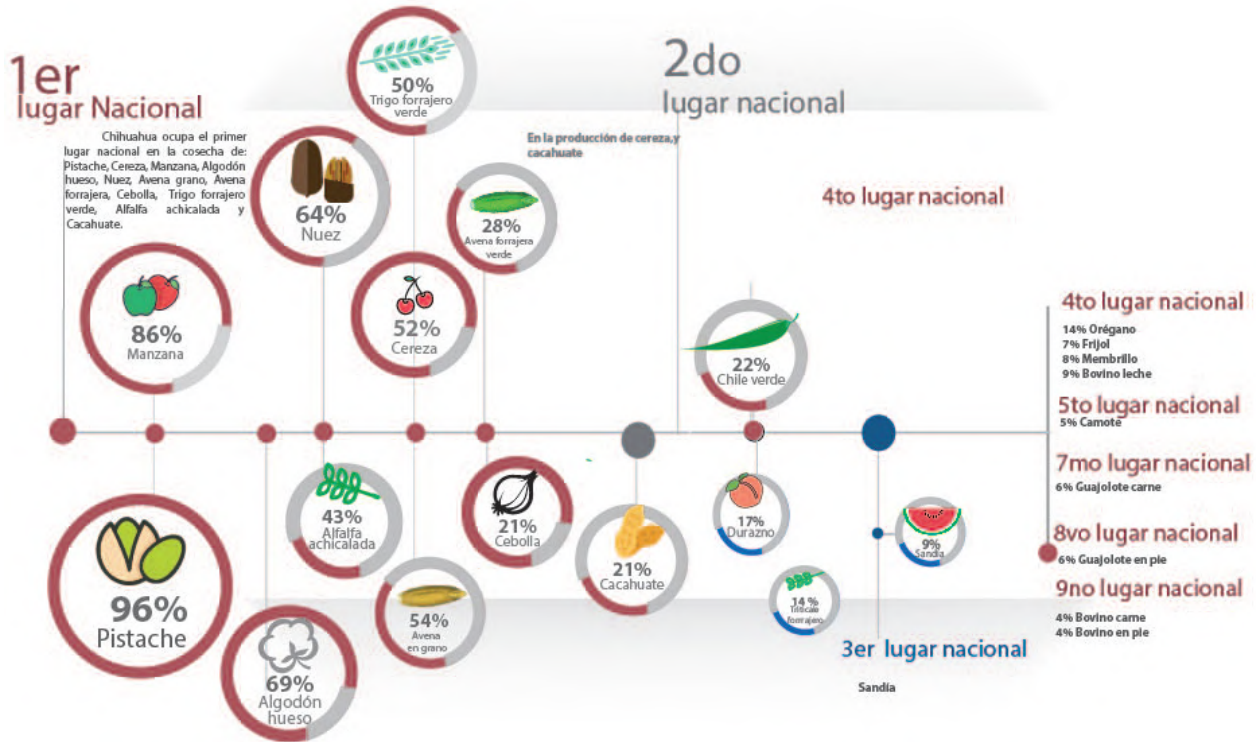 1er
lugar Nacional
Chihuahua ocupa el primer
lugar nacional en la cosecha de:
Pistache, Cereza, Manzana, Algodón
hueso, Nuez, Avena grano, Avena
forrajera, Cebolla, Trigo forrajero
verde, Alfalfa achicalada y
Cacahuate.
50%
Trigo forrajero
verde
64%
Nuez
28%
Avena forrajera
verde
86%
Manzana
52%
Cereza
96%
Pistache
69%
Algodón
hueso
43%
Alfalfa
achicalada
54%
Avena
en grano
21%
Cebolla
2do
lugar nacional
En la producción de cereza,y
cacahuate
21%
Cacahuate
4to lugar nacional
22%
Chile verde
17%
Durazno
14 %
Triticale
forrrajero
9%
Sandía
3er lugar nacional
Sandía
4to lugar nacional
14% Orégano
7% Frijol
8% Membrillo
9% Bovino leche
5to lugar nacional
5% Camote
7mo lugar nacional
6% Guajolote carne
8vo lugar nacional
6% Guajolote en pie
9no lugar nacional
4% Bovino carne
4% Bovino en pie